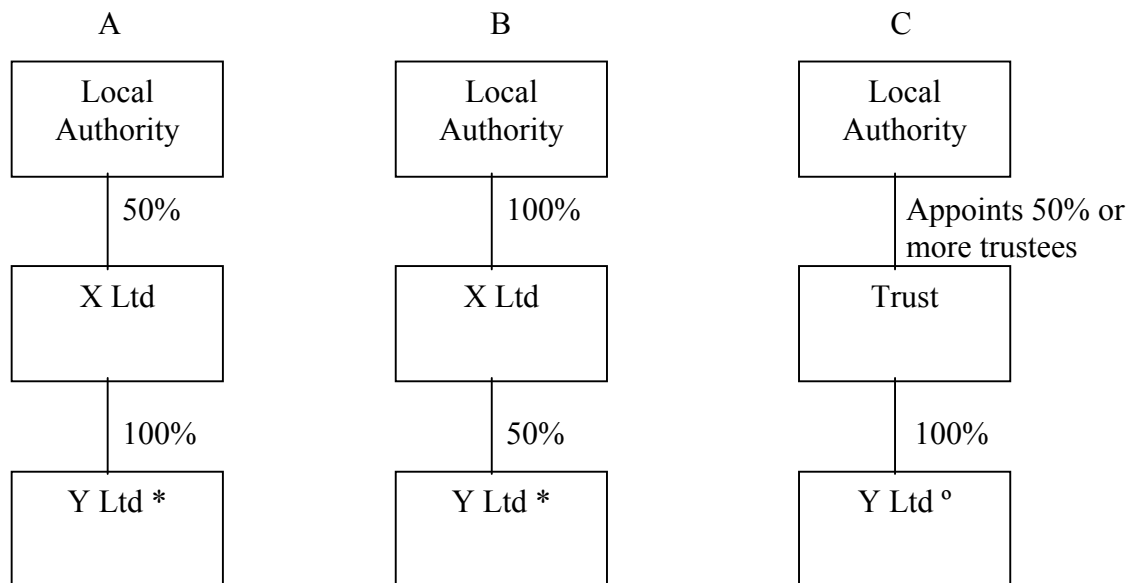 A
B
C
Local
Authority
Local
Authority
Local
Authority
50%
100%
Appoints 50% or
more trustees
X Ltd
X Ltd
Trust
100%
50%
100%
Y Ltd *
Y Ltd *
Y Ltd º